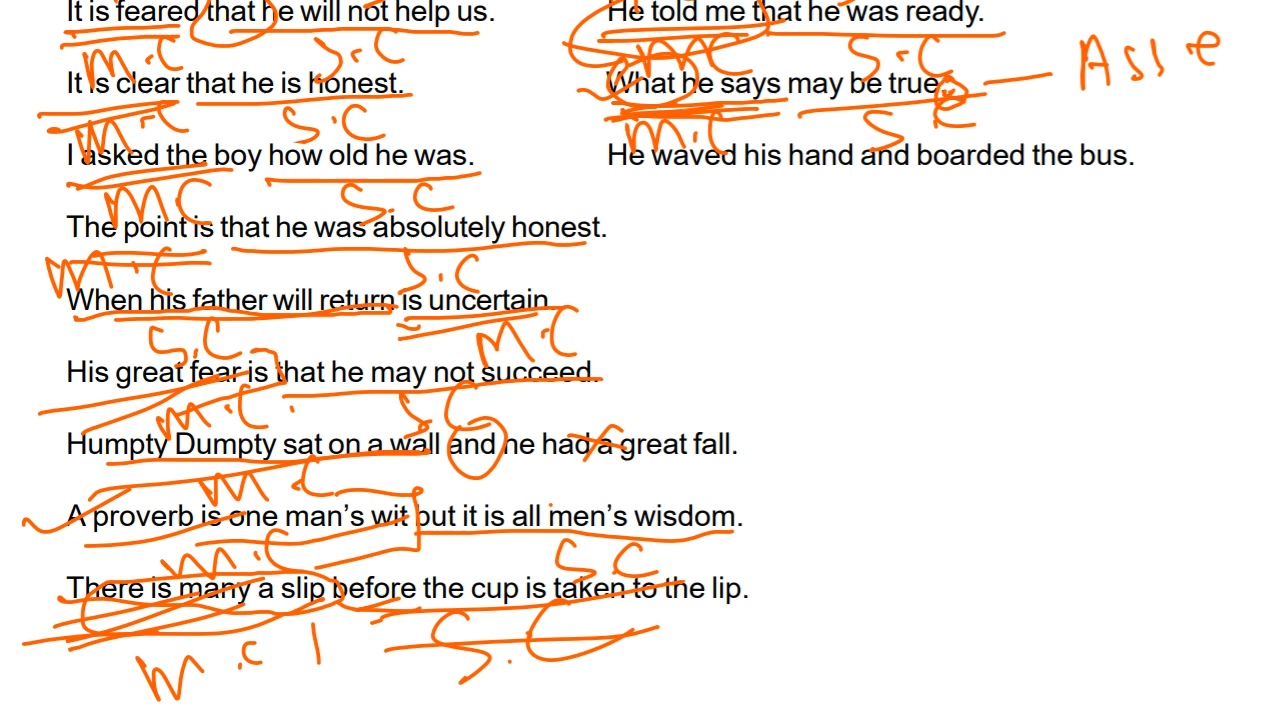 It is feared that he will not help us.
M.C S.C
It is clear that he is honest.
M.C S.C
I asked the boy how old he was.
MC S.C
The point is that he was absolutely honest.
M.C S.C
When his father will return is uncertain.
S.C M.C
His great fear is that he may not succeed.
M.C. SC
Humpty Dumpty sat on a wall and he had a great fall.
M.C
A proverb is one man's wit but it is all men's wisdom.
M.C S.C
There is many a slip before the cup is taken to the lip.
M.C S.C
He told me that he was ready.
MC S.C
What he says may be true.
M.C SC
Asse
He waved his hand and boarded the bus.